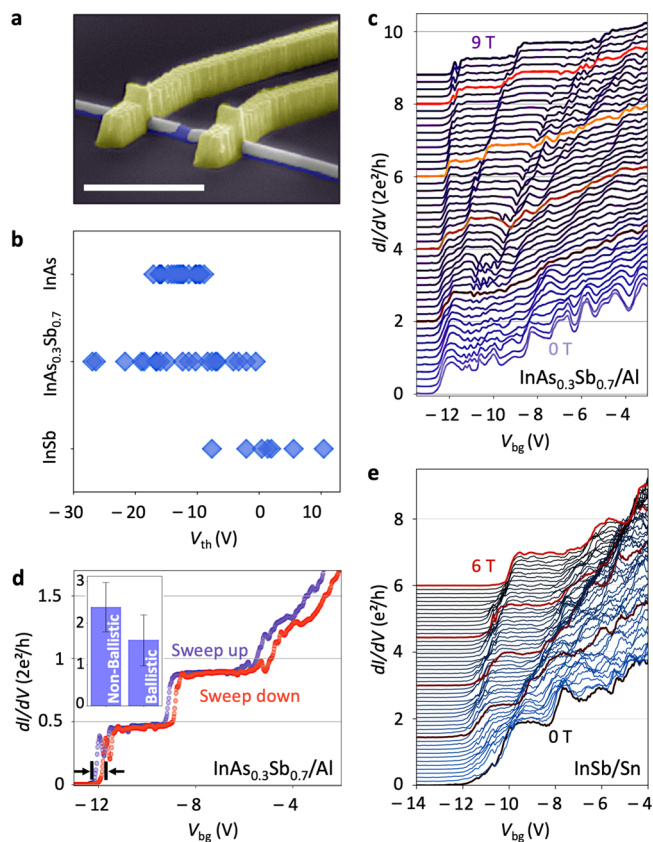 a
b
InAs
InAs0.3Sb0.7
InSb
– 30
– 20
– 10
0
10
Vth (V)
c
10
8
6
4
2
0
dI/dV (2e²/h)
9 T
0 T
InAs0.3Sb0.7/Al
– 12
– 10
– 8
– 6
– 4
Vbg (V)
d
1.5
1
0.5
0
dI/dV (2e²/h)
3
2
1
0
Non-Ballistic
Ballistic
Sweep up
Sweep down
InAs0.3Sb0.7/Al
– 12
– 8
– 4
Vbg (V)
e
8
6
4
2
0
dI/dV (e²/h)
6 T
0 T
InSb/Sn
– 14
– 12
– 10
– 8
– 6
– 4
Vbg (V)